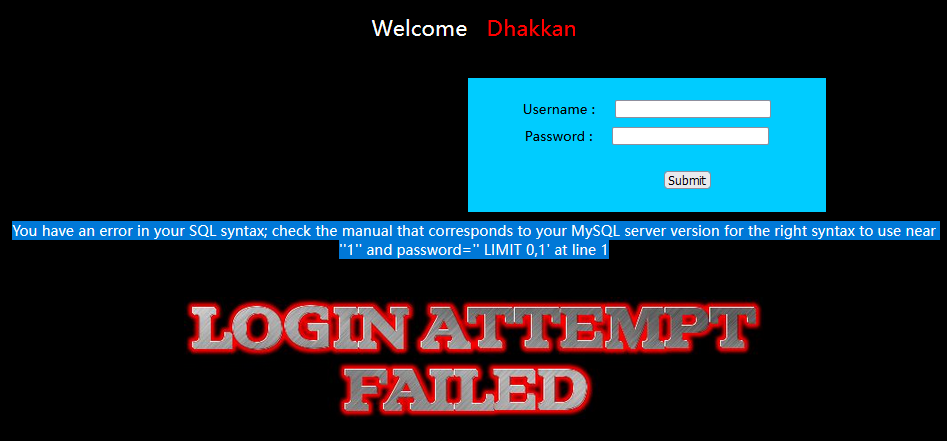 Welcome Dhakkan
Username :
Password :
Submit
You have an error in your SQL syntax; check the manual that corresponds to your MySQL server version for the right syntax to use near
''1'' and password='' LIMIT 0,1' at line 1
LOGIN ATTEMPT
FAILED